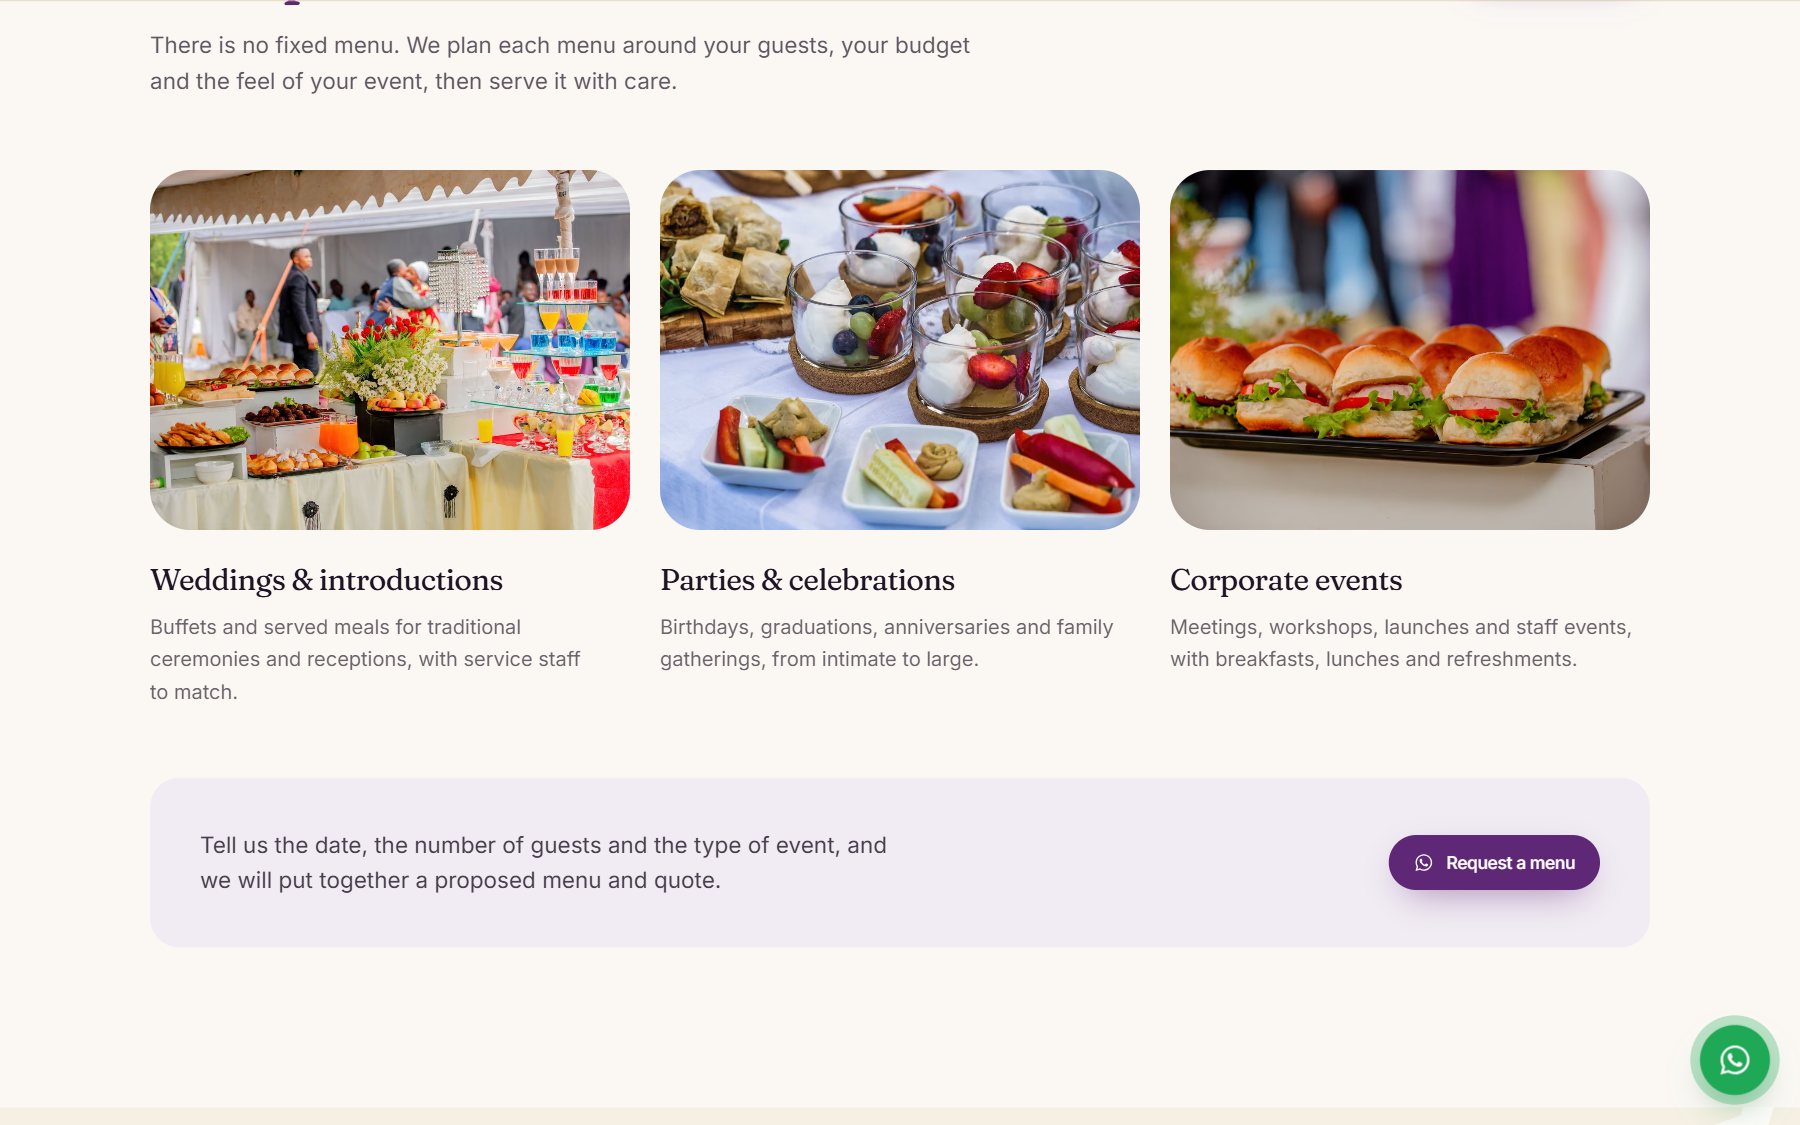 There is no fixed menu. We plan each menu around your guests, your budget
and the feel of your event, then serve it with care.
Weddings & introductions
Buffets and served meals for traditional
ceremonies and receptions, with service staff
to match.
Parties & celebrations
Birthdays, graduations, anniversaries and family
gatherings, from intimate to large.
Corporate events
Meetings, workshops, launches and staff events,
with breakfasts, lunches and refreshments.
Tell us the date, the number of guests and the type of event, and
we will put together a proposed menu and quote.
Request a menu